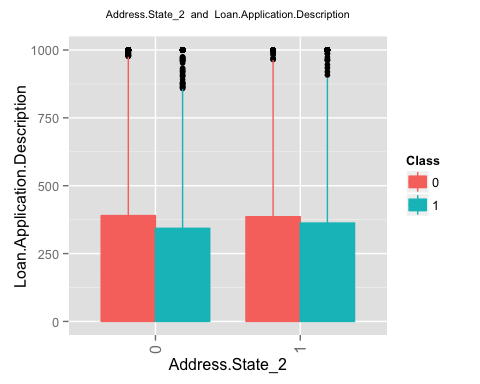 Address.State_2 and Loan.Application.Description
Loan.Application.Description
1000
750
500
250
0
0
1
Address.State_2
Class
0
1